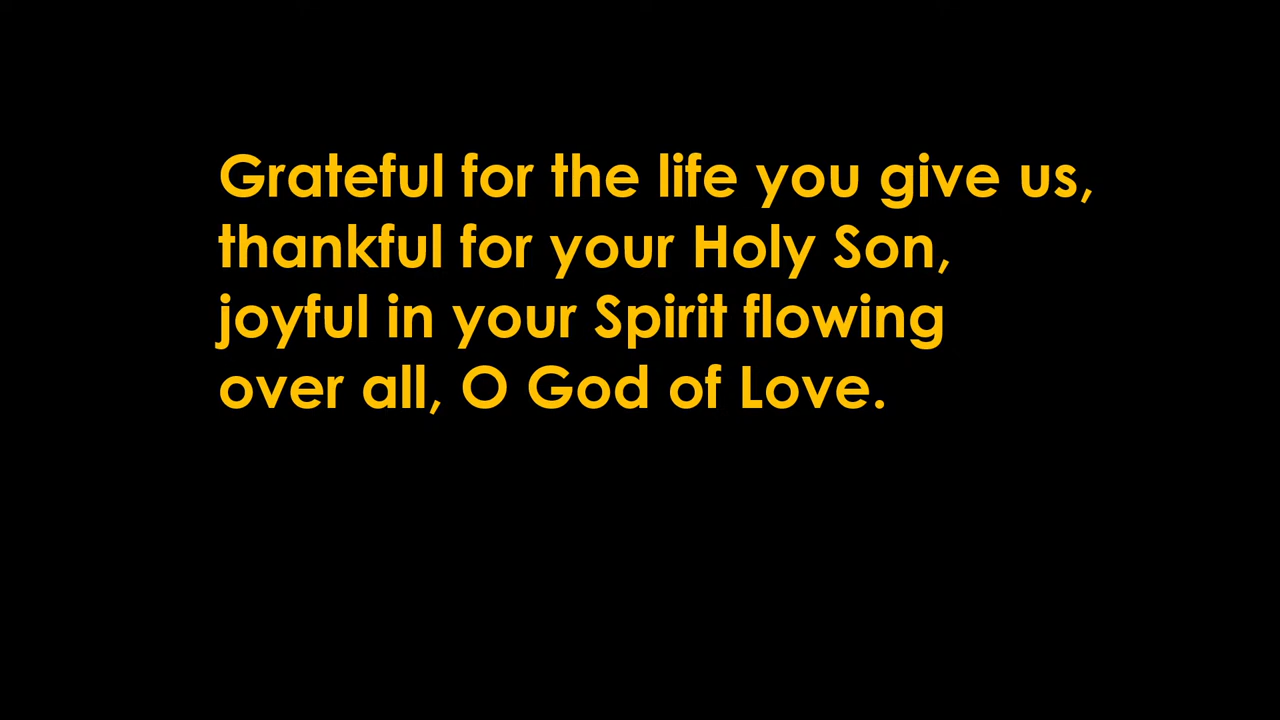 Grateful for the life you give us,
thankful for your Holy Son,
joyful in your Spirit flowing
over all, O God of Love.